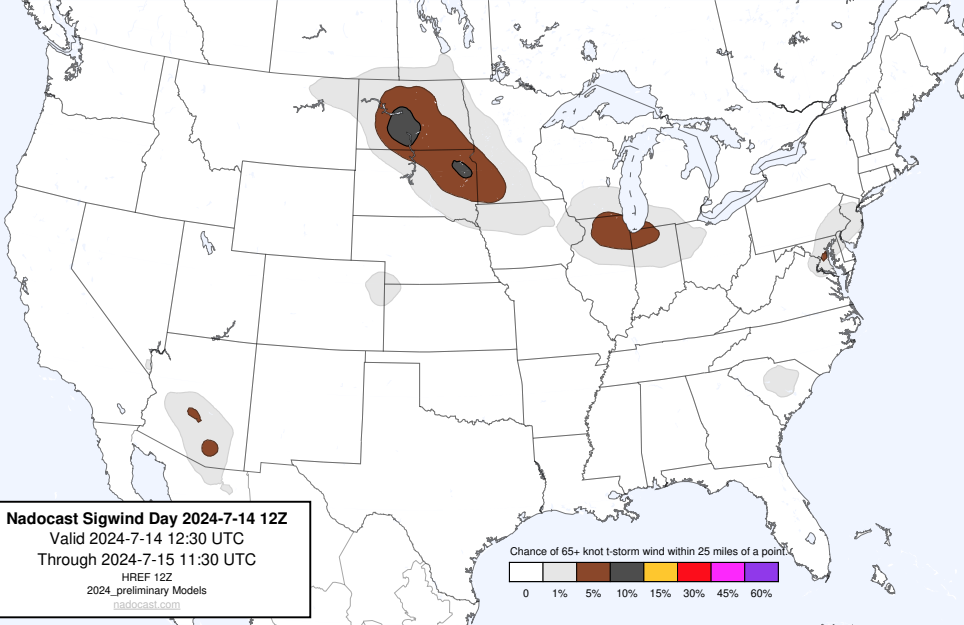 Nadocast Sigwind Day 2024-7-14 12Z
Valid 2024-7-14 12:30 UTC
Through 2024-7-15 11:30 UTC
HREF 12Z
2024_preliminary Models
nadocast.com
Chance of 65+ knot t-storm wind within 25 miles of a point.
0 1% 5% 10% 15% 30% 45% 60%